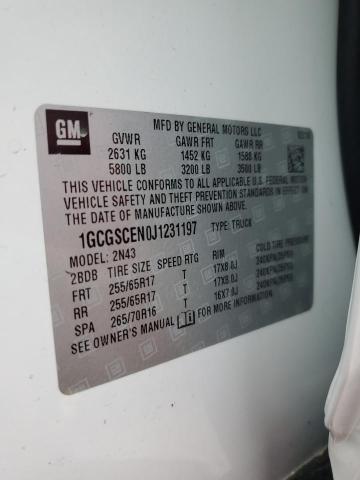 GM
MFD BY GENERAL MOTORS LLC
GVWR GAWR FRT GAWR RR
2631 KG 1452 KG 1588 KG
5800 LB 3200 LB 3500 LB
THIS VEHICLE CONFORMS TO ALL APPLICABLE U.S. FEDERAL MOTOR
VEHICLE SAFETY AND THEFT PREVENTION STANDARDS IN EFFECT ON
THE DATE OF MANUFACTURE SHOWN ABOVE.
1GCGSCEN0J1231197 TYPE: TRUCK
MODEL: 2N43
2BDB TIRE SIZE SPEED RTG RIM COLD TIRE PRESSURE
FRT 255/65R17 T 17X8.0J
RR 255/65R17 T 17X8.0J
SPA 265/70R16 T 16X7.0J
SEE OWNER'S MANUAL FOR MORE INFORMATION.